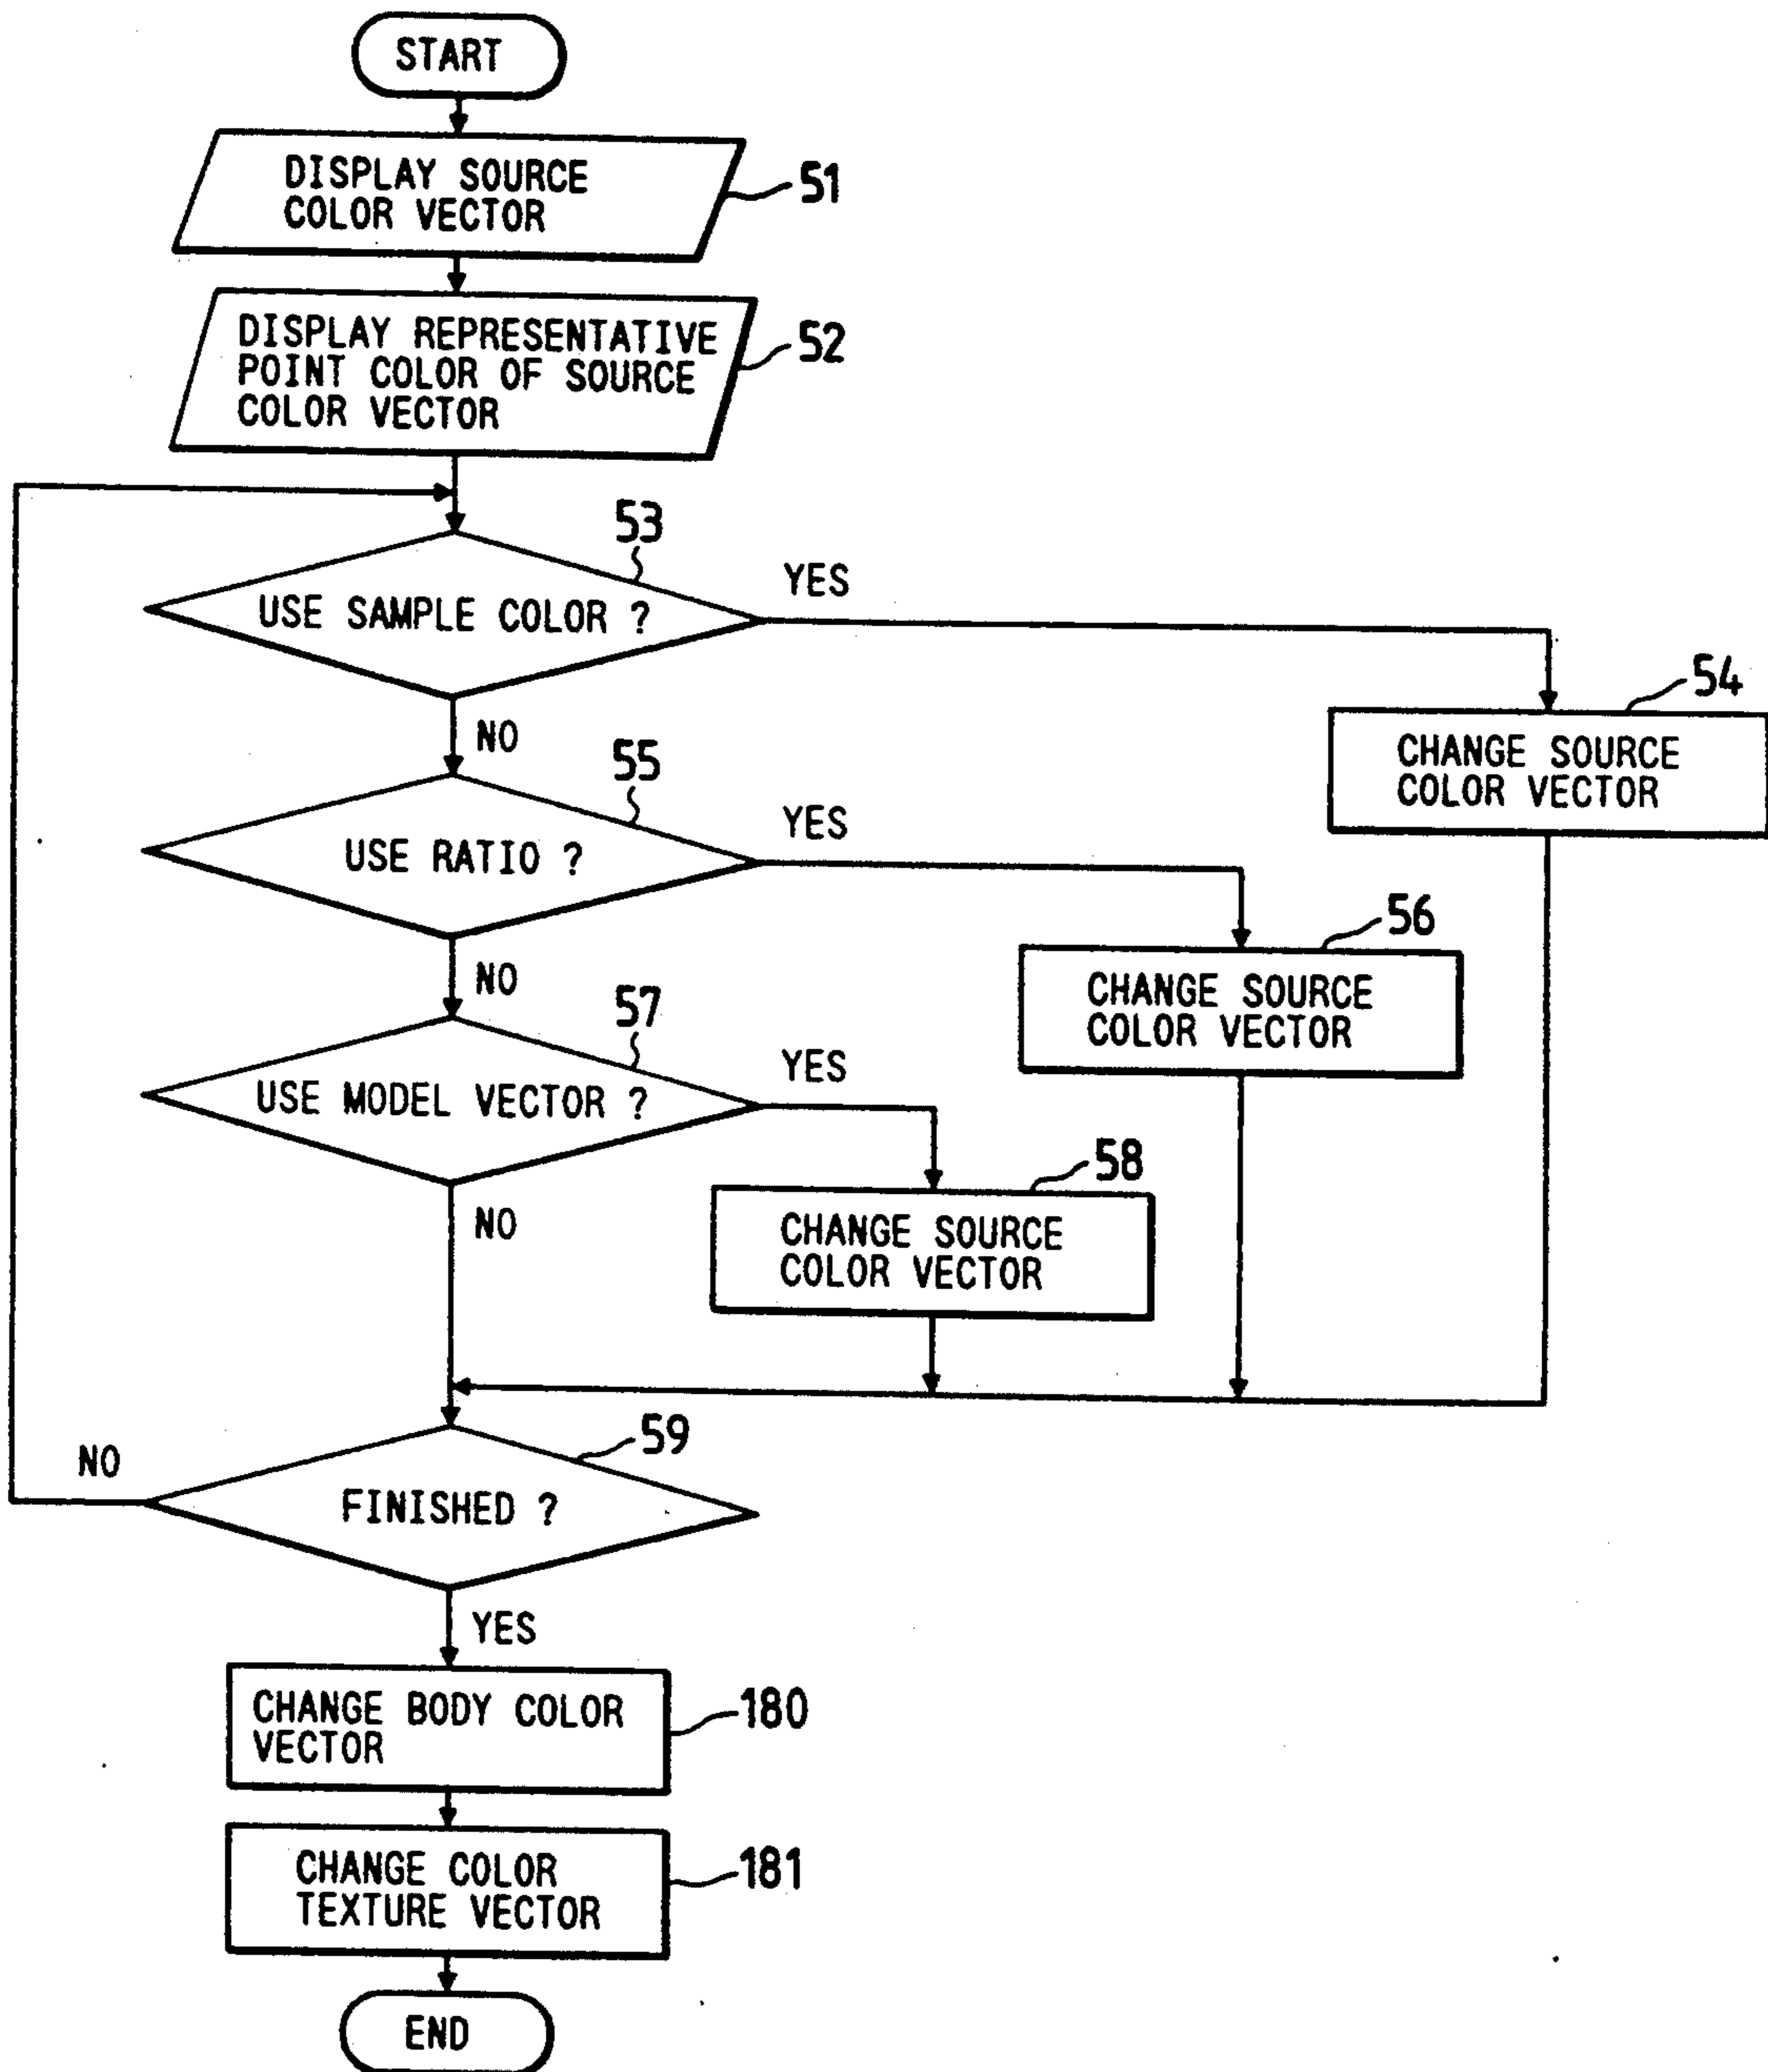 START
DISPLAY SOURCE
COLOR VECTOR
51
DISPLAY REPRESENTATIVE
POINT COLOR OF SOURCE
COLOR VECTOR
52
53
USE SAMPLE COLOR ?
YES
54
CHANGE SOURCE
COLOR VECTOR
NO
55
USE RATIO ?
YES
56
CHANGE SOURCE
COLOR VECTOR
NO
57
USE MODEL VECTOR ?
YES
58
CHANGE SOURCE
COLOR VECTOR
NO
59
FINISHED ?
NO
YES
CHANGE BODY COLOR
VECTOR
180
CHANGE COLOR
TEXTURE VECTOR
181
END